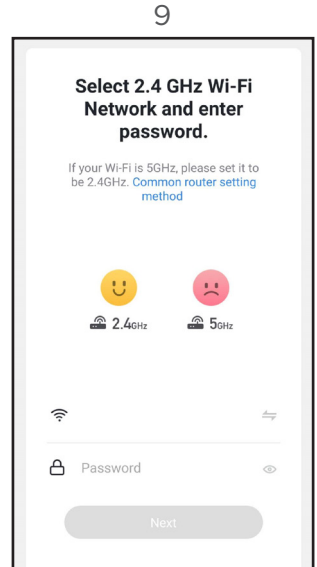 9
Select 2.4 GHz Wi-Fi
Network and enter
password.
If your Wi-Fi is 5GHz, please set it to
be 2.4GHz. Common router setting
method
2.4GHz 5GHz
Password
Next